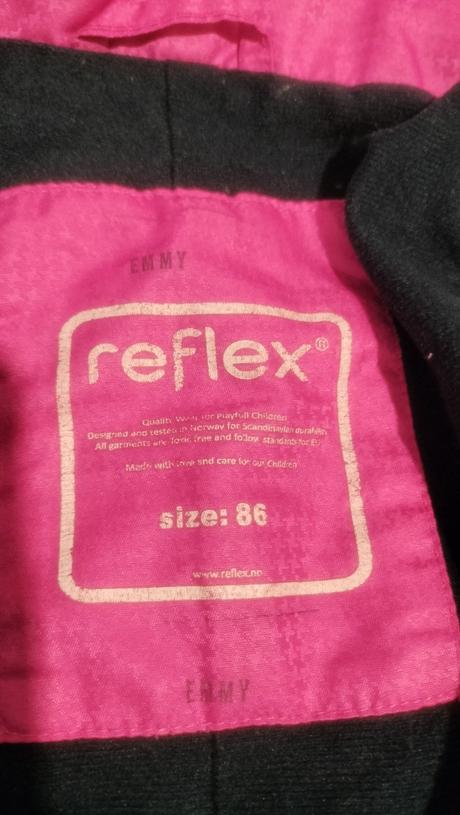 EMMY
reflex®
Quality Wear for Playfull Children
Designed and tested in Norway for Scandinavian durability
All garments are Toxic free and follow standards for EU
Made with love and care for our Children
size: 86
www.reflex.no
EMMY